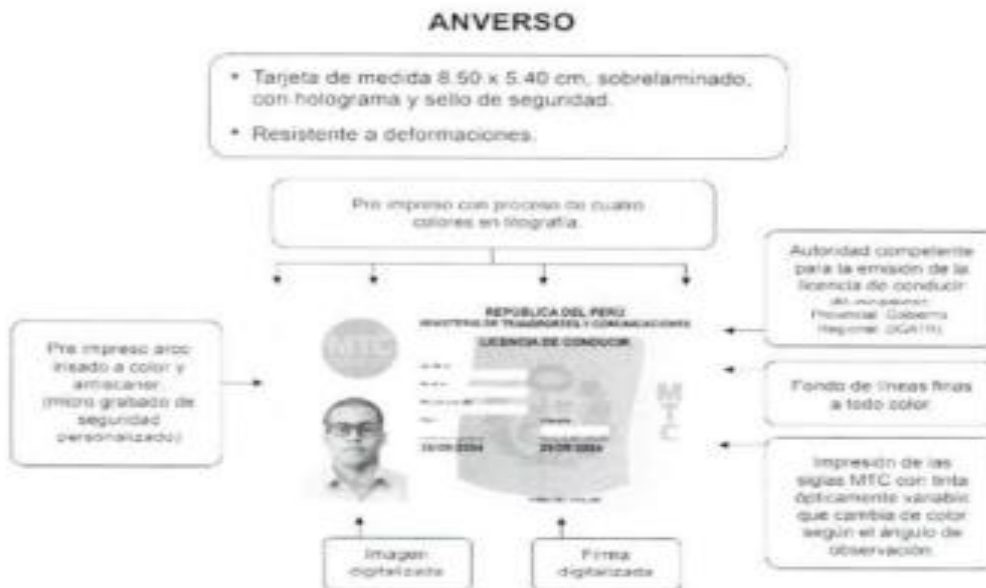 ANVERSO
• Tarjeta de medida 8.50 x 5.40 cm, sobrelaminado,
con holograma y sello de seguridad.
• Resistente a deformaciones.
Pre impreso con proceso de cuatro
colores en litografía.
Autoridad competente
para la emisión de la
licencia de conducir
Provincial Gobierno
Regional
REPÚBLICA DEL PERÚ
MINISTERIO DE TRANSPORTES Y COMUNICACIONES
LICENCIA DE CONDUCIR
MTC
Pre impreso
irisado a color y
antiscaner.
(micro grabado de
seguridad
personalizado)
Fondo de líneas finas
a todo color
MTC
Impresión de las
siglas MTC con tinta
ópticamente variable
que cambia de color
según el ángulo de
observación.
Imagen
digitalizada
Firma
digitalizada